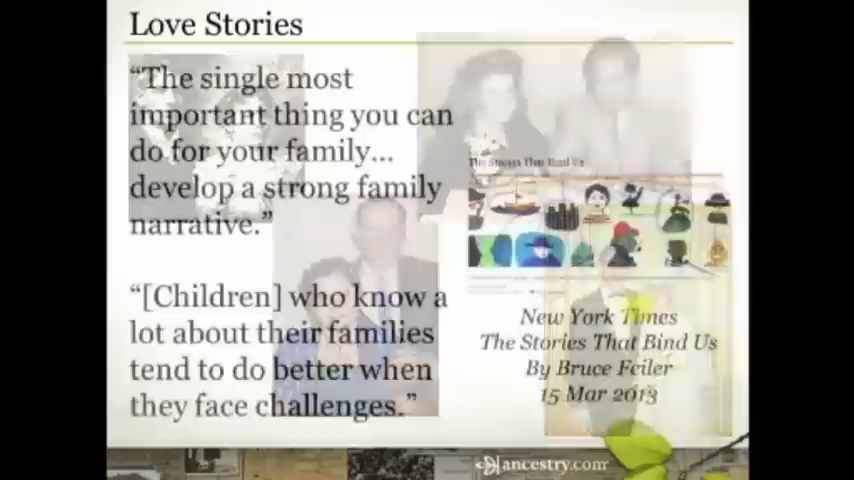 Love Stories
“The single most
important thing you can
do for your family...
develop a strong family
narrative.”
“[Children] who know a
lot about their families
tend to do better when
they face challenges.”
The Stories That Bind Us
New York Times
The Stories That Bind Us
By Bruce Feiler
15 Mar 2013
ancestry.com